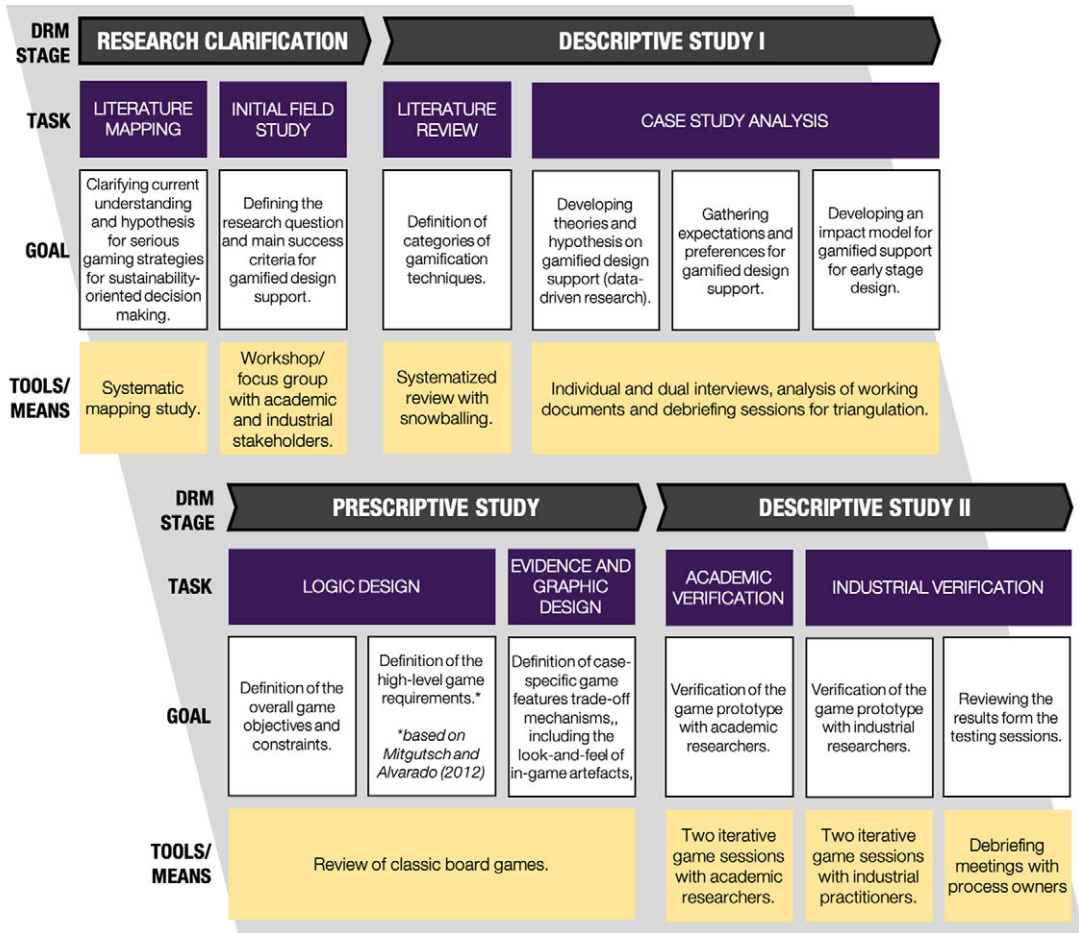 DRM
STAGE
RESEARCH CLARIFICATION
DESCRIPTIVE STUDY I
TASK
LITERATURE
MAPPING
INITIAL FIELD
STUDY
LITERATURE
REVIEW
CASE STUDY ANALYSIS
GOAL
Clarifying current
understanding
and hypothesis
for serious
gaming strategies
for sustainability-
oriented decision
making.
Defining the
research question
and main success
criteria for
gamified design
support.
Definition of
categories of
gamification
techniques.
Developing
theories and
hypothesis on
gamified design
support (data-
driven research).
Gathering
expectations and
preferences for
gamified design
support.
Developing an
impact model for
gamified support
for early stage
design.
TOOLS/
MEANS
Systematic
mapping study.
Workshop/
focus group
with academic
and industrial
stakeholders.
Systematized
review with
snowballing.
Individual and dual interviews, analysis of working
documents and debriefing sessions for triangulation.
DRM
STAGE
PRESCRIPTIVE STUDY
DESCRIPTIVE STUDY II
TASK
LOGIC DESIGN
EVIDENCE AND
GRAPHIC
DESIGN
ACADEMIC
VERIFICATION
INDUSTRIAL VERIFICATION
GOAL
Definition of the
overall game
objectives and
constraints.
Definition of the
high-level game
requirements.*
*based on
Mitgutsch and
Alvarado (2012)
Definition of case-
specific game
features trade-off
mechanisms,,
including the
look-and-feel of
in-game artefacts,
Verification of the
game prototype
with academic
researchers.
Verification of the
game prototype
with industrial
researchers.
Reviewing the
results form the
testing sessions.
TOOLS/
MEANS
Review of classic board games.
Two iterative
game sessions
with academic
researchers.
Two iterative
game sessions
with industrial
practitioners.
Debriefing
meetings with
process owners